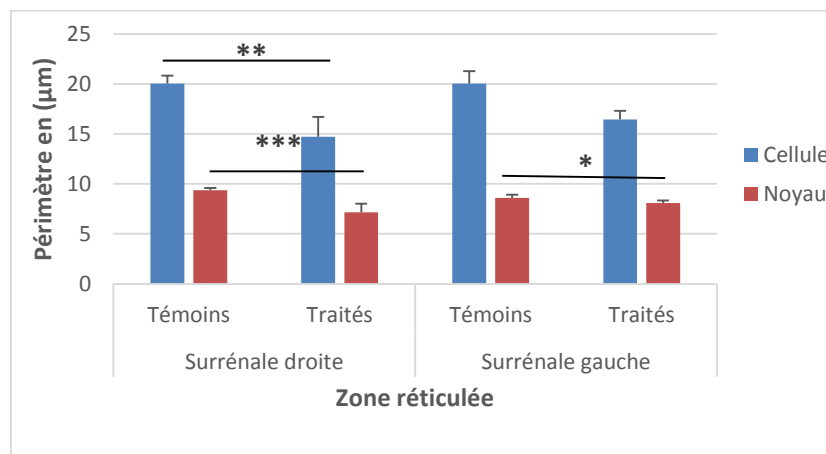 25
20
15
10
5
0
Périmètre en (µm)
**
***
*
Cellule
Noyau
Témoins Traités Témoins Traités
Surrénale droite Surrénale gauche
Zone réticulée